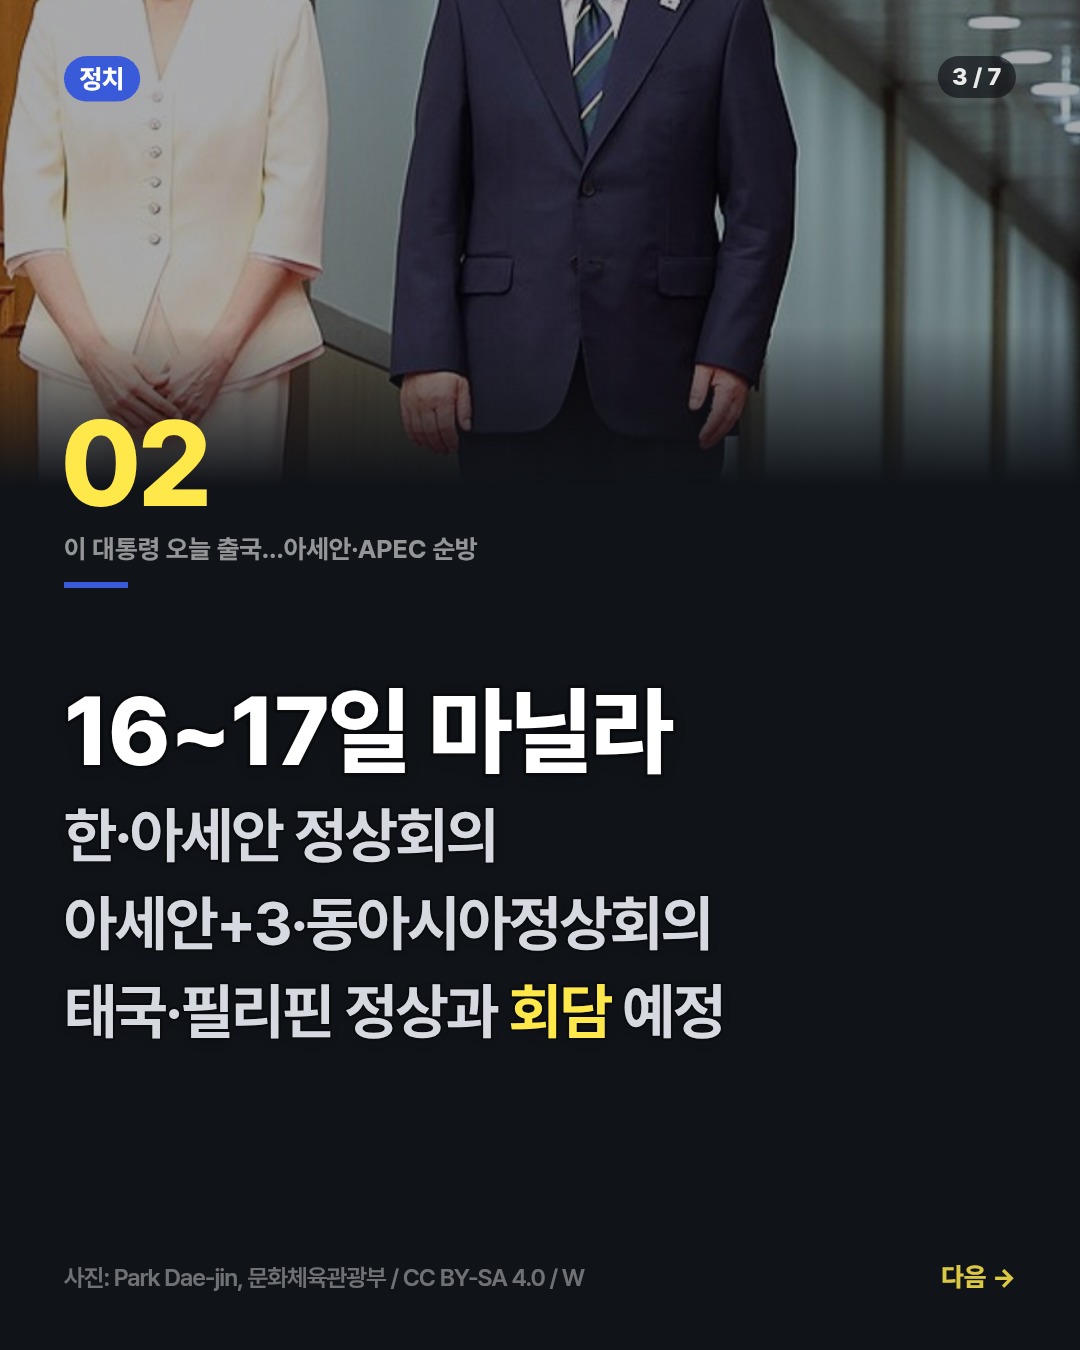 정치
3 / 7
02
이 대통령 오늘 출국...아세안·APEC 순방
16~17일 마닐라
한·아세안 정상회의
아세안+3·동아시아정상회의
태국·필리핀 정상과 회담 예정
사진: Park Dae-jin, 문화체육관광부 / CC BY-SA 4.0 / W
다음 →